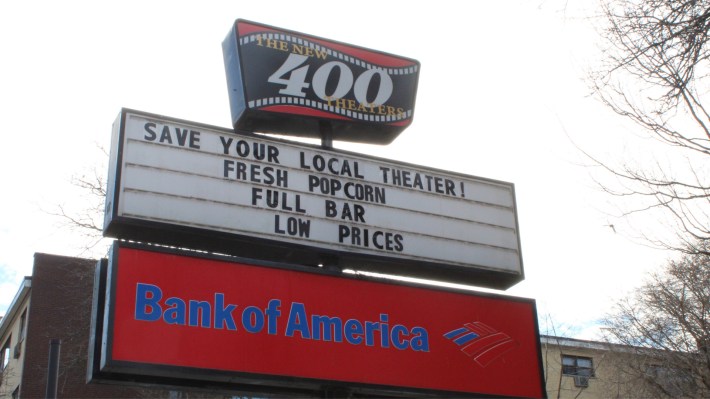 THE NEW
400
THEATERS
SAVE YOUR LOCAL THEATER!
FRESH POPCORN
FULL BAR
LOW PRICES
Bank of America